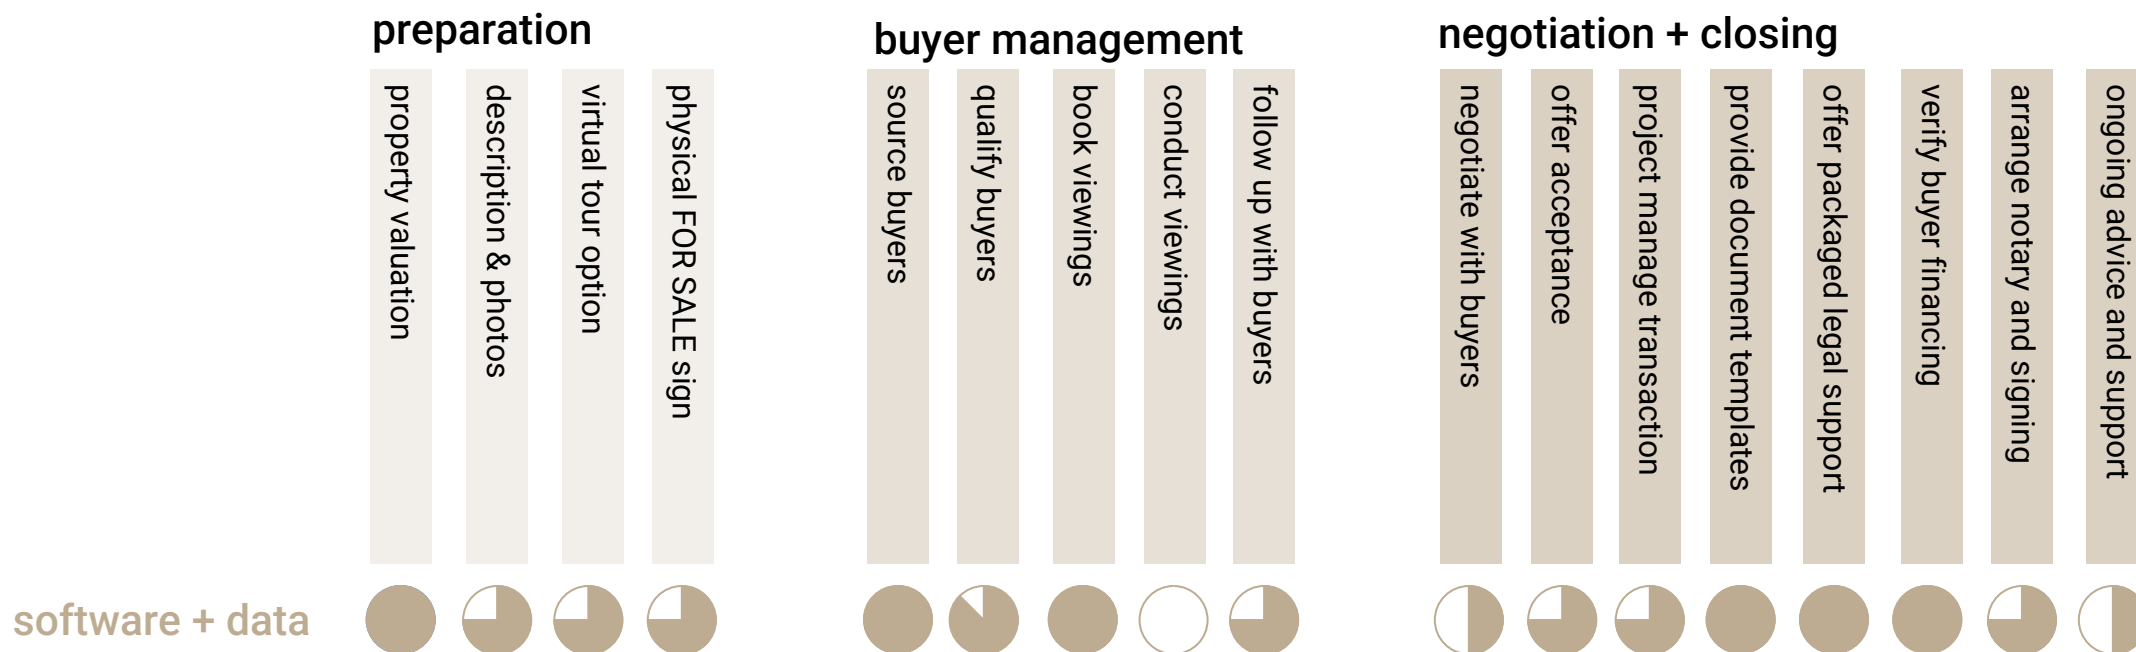 preparation
property valuation
description & photos
virtual tour option
physical FOR SALE sign
buyer management
source buyers
qualify buyers
book viewings
conduct viewings
follow up with buyers
negotiation + closing
negotiate with buyers
offer acceptance
project manage transaction
provide document templates
offer packaged legal support
verify buyer financing
arrange notary and signing
ongoing advice and support
software + data